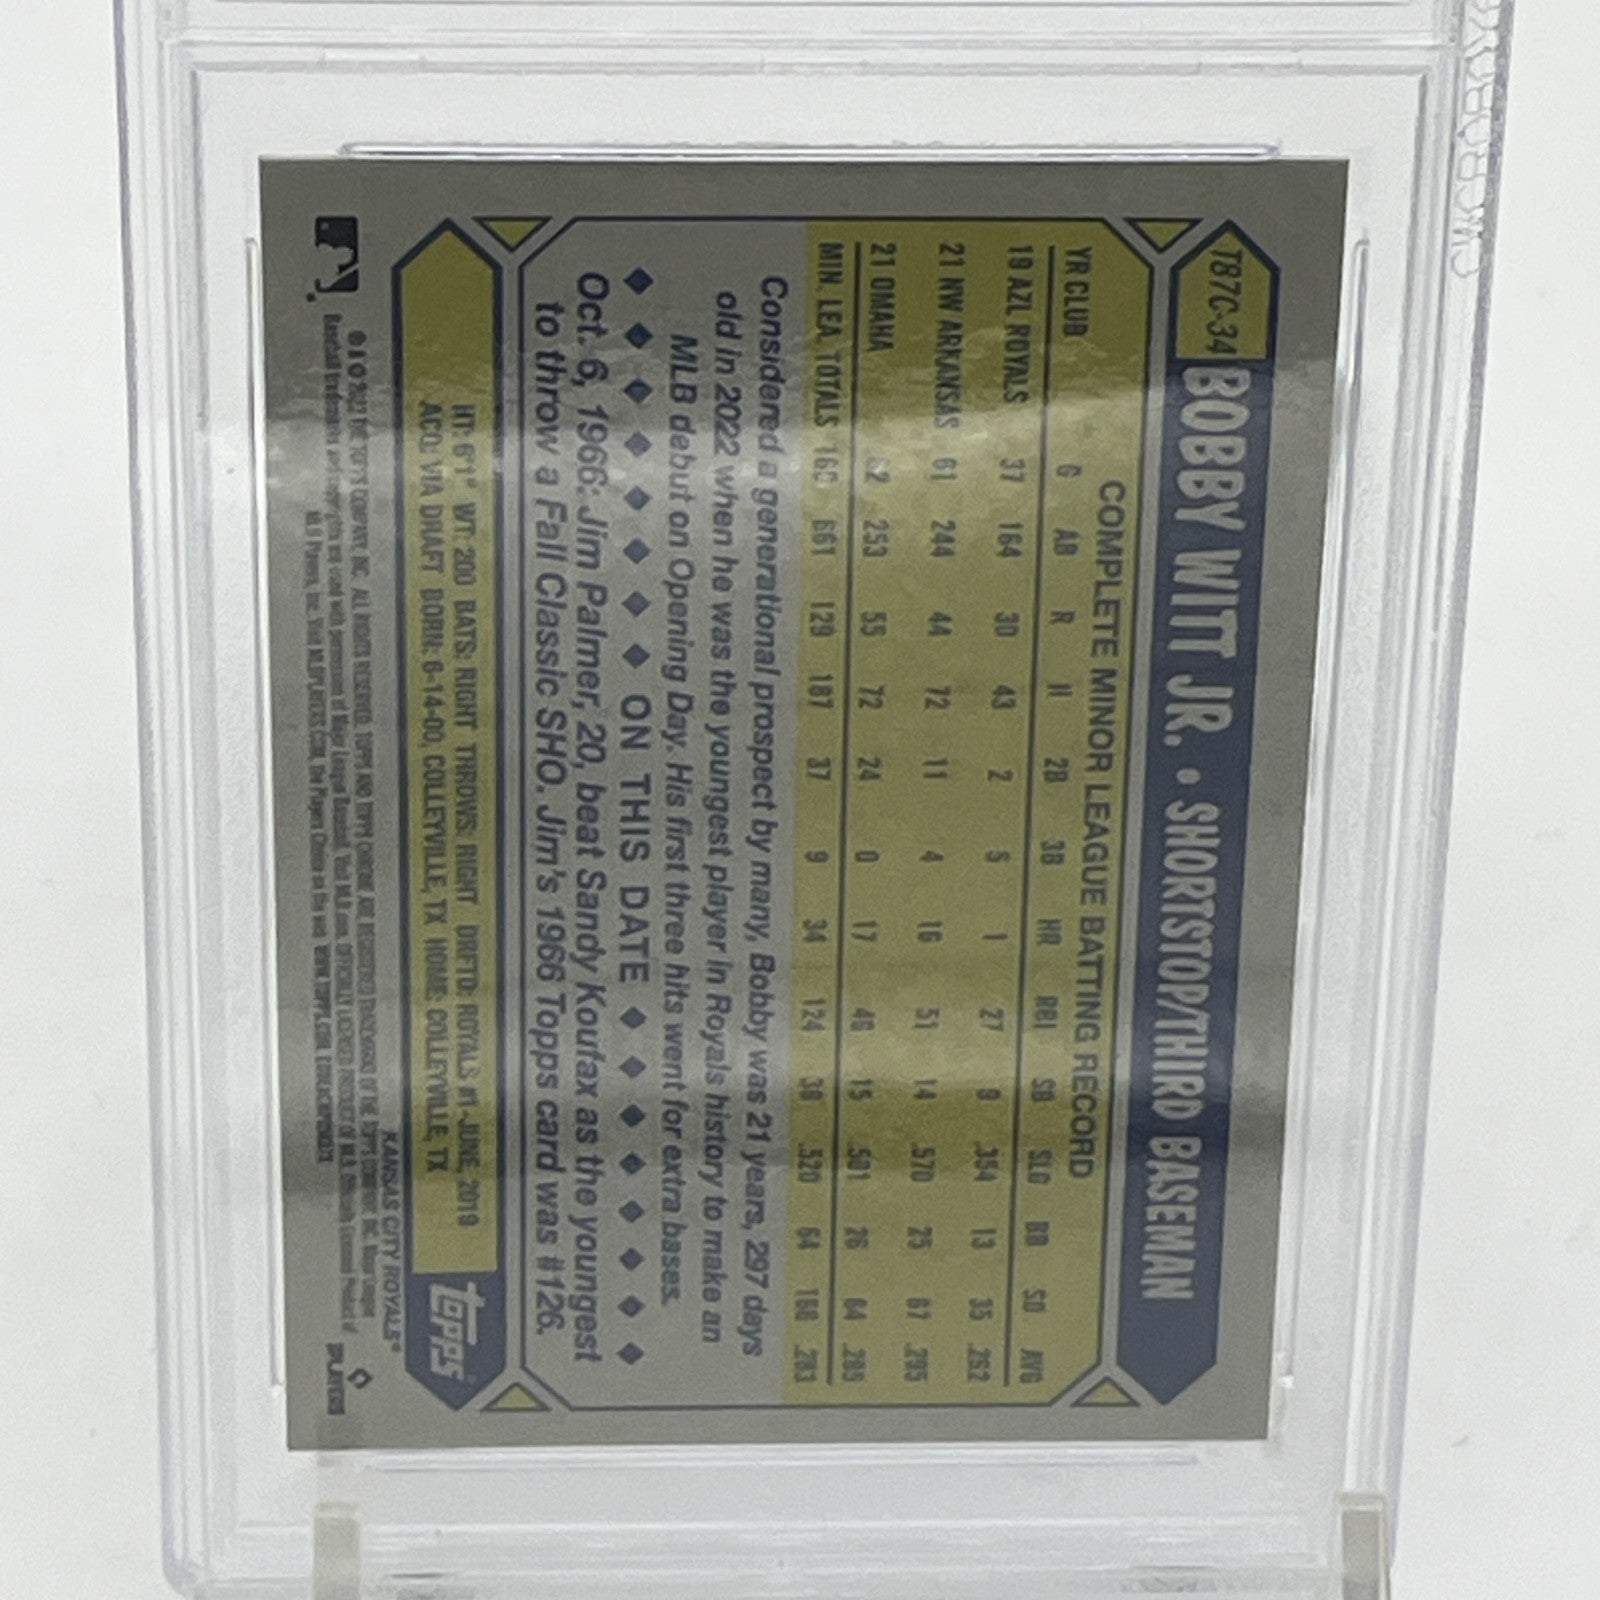 T87C-34 BOBBY WITT JR. • SHORTSTOP/THIRD BASEMAN
COMPLETE MINOR LEAGUE BATTING RECORD
YR CLUB G AB R H 2B 3B HR RBI SB SLG BB SO AVG
19 AZL ROYALS 37 164 30 43 2 5 1 27 9 .354 13 35 .262
21 NW ARKANSAS 61 244 44 72 11 4 16 51 14 .570 25 67 .295
21 OMAHA 62 253 55 72 24 0 17 46 15 .581 26 64 .285
MIN. LEA. TOTALS 160 661 129 187 37 9 34 124 38 .520 64 166 .283
Considered a generational prospect by many, Bobby was 21 years, 297 days
old in 2022 when he was the youngest player in Royals history to make an
MLB debut on Opening Day. His first three hits went for extra bases.
ON THIS DATE
Oct. 6, 1966: Jim Palmer, 20, beat Sandy Koufax as the youngest
to throw a Fall Classic SHO. Jim's 1966 Topps card was #126.
HT: 6'1" WT: 200 BATS: RIGHT THROWS: RIGHT DRFTD: ROYALS #1-JUNE, 2019
ACQ: VIA DRAFT BORN: 6-14-00, COLLEYVILLE, TX HOME: COLLEYVILLE, TX
topps
KANSAS CITY ROYALS®
PLAYERS